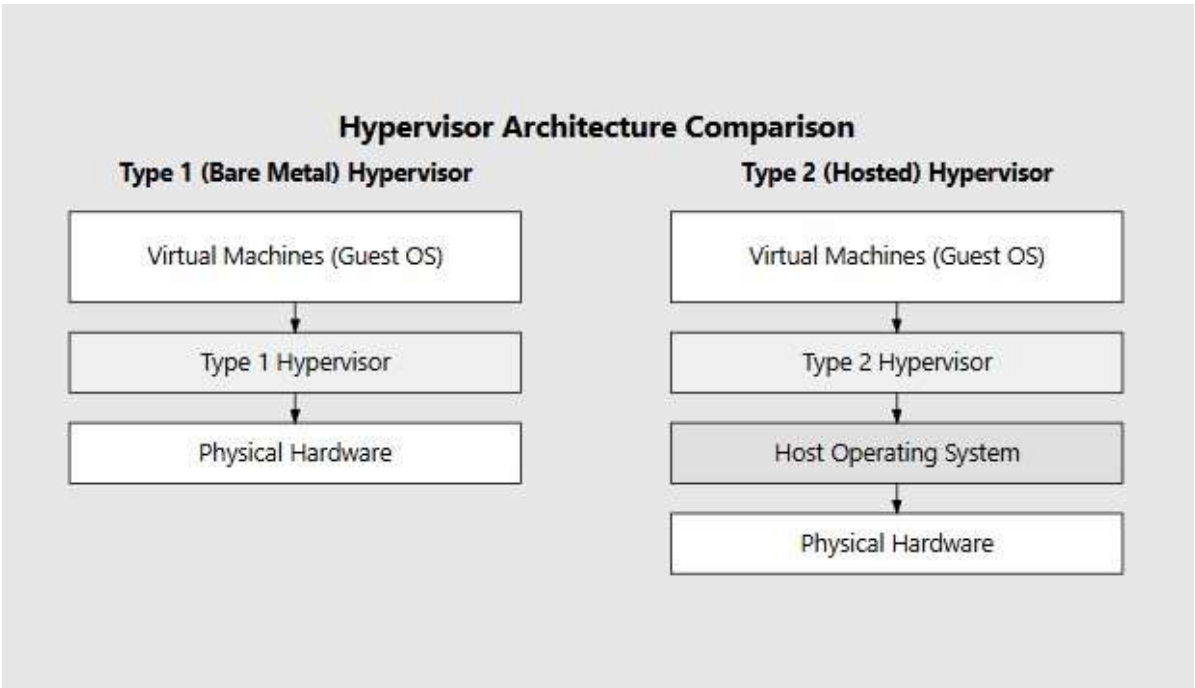 Hypervisor Architecture Comparison
Type 1 (Bare Metal) Hypervisor
Virtual Machines (Guest OS)
Type 1 Hypervisor
Physical Hardware
Type 2 (Hosted) Hypervisor
Virtual Machines (Guest OS)
Type 2 Hypervisor
Host Operating System
Physical Hardware